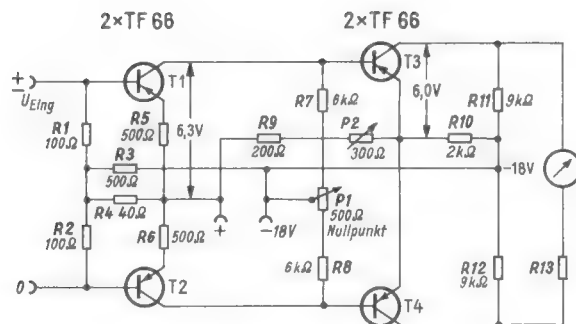 2×TF 66
2×TF 66
±
U Eing
T1
T3
R1
100Ω
R5
500Ω
6,3V
R7
6kΩ
6,0V
R11
9kΩ
R9
200Ω
P2
300Ω
R10
2kΩ
R3
500Ω
-18V
R4 40Ω
+
-18V
P1
500Ω
Nullpunkt
R2
100Ω
R6
500Ω
6kΩ
R8
R12
9kΩ
R13
0
T2
T4